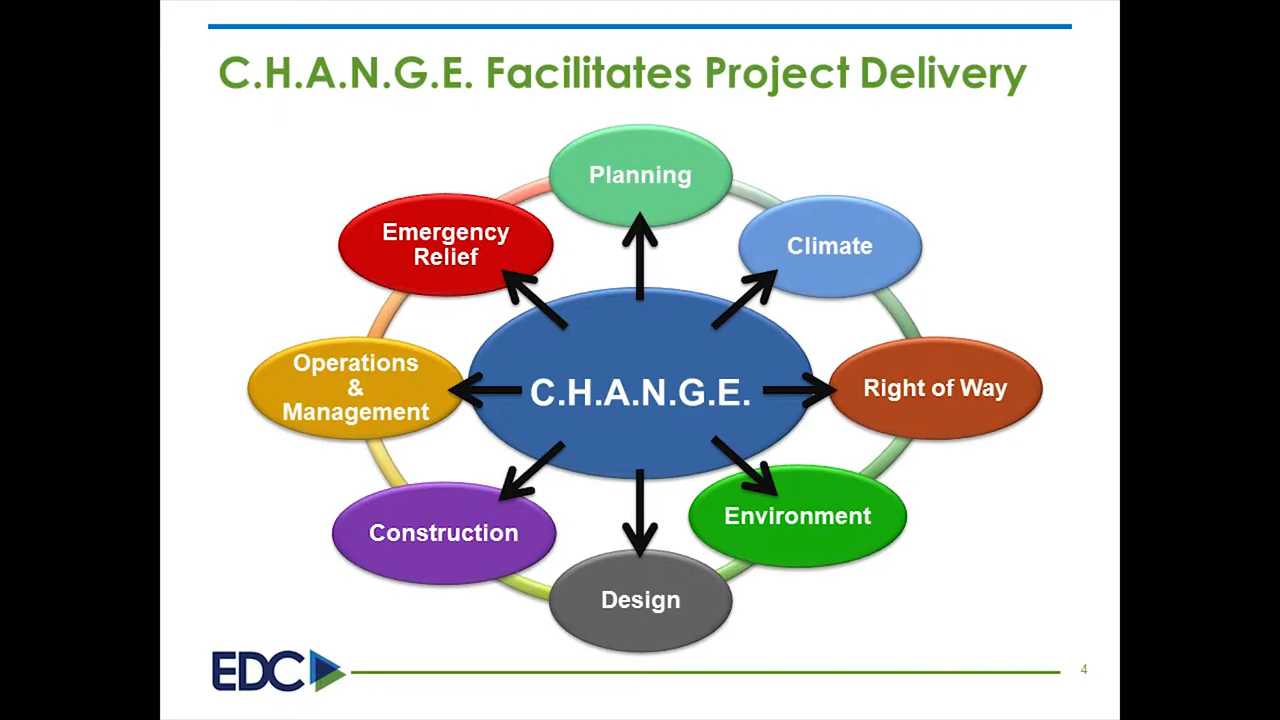 C.H.A.N.G.E. Facilitates Project Delivery
Planning
Emergency
Relief
Climate
Operations
&
Management
C.H.A.N.G.E.
Right of Way
Construction
Environment
Design
EDC
4